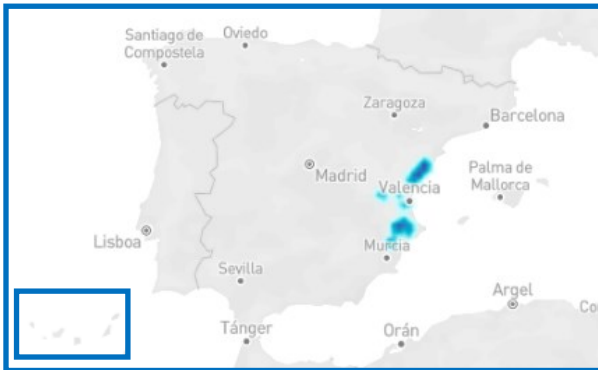 Santiago de
Compostela
Oviedo
Zaragoza
Barcelona
Madrid
Valencia
Palma de
Mallorca
Lisboa
Murcia
Sevilla
Argel
Tánger
Orán